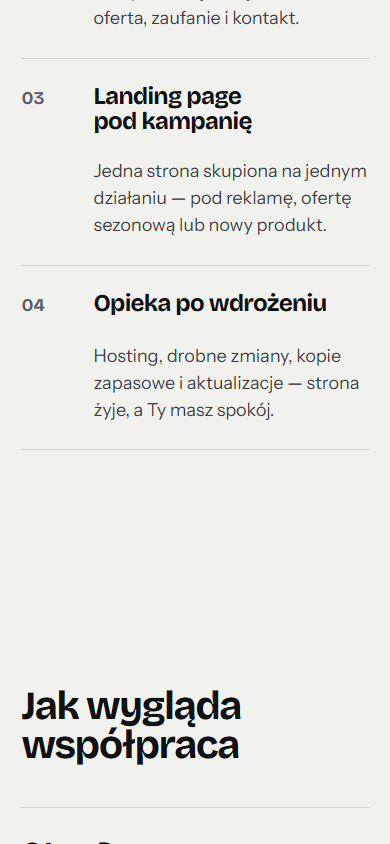 oferta, zaufanie i kontakt.
03
Landing page
pod kampanię
Jedna strona skupiona na jednym
działaniu — pod reklamę, ofertę
sezonową lub nowy produkt.
04
Opieka po wdrożeniu
Hosting, drobne zmiany, kopie
zapasowe i aktualizacje — strona
żyje, a Ty masz spokój.
Jak wygląda
współpraca